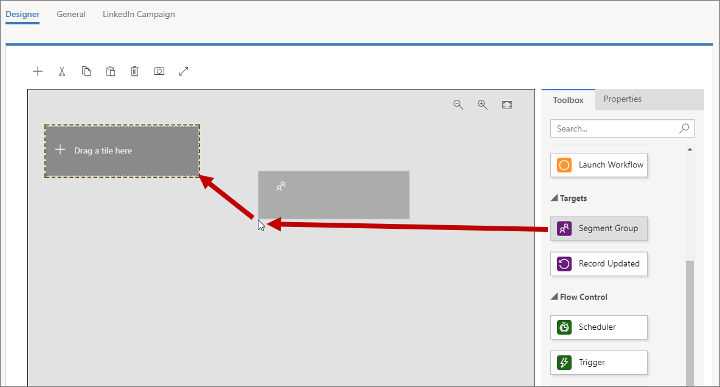 Designer
General
LinkedIn Campaign
Toolbox
Properties
Search...
Drag a tile here
Launch Workflow
Targets
Segment Group
Record Updated
Flow Control
Scheduler
Trigger